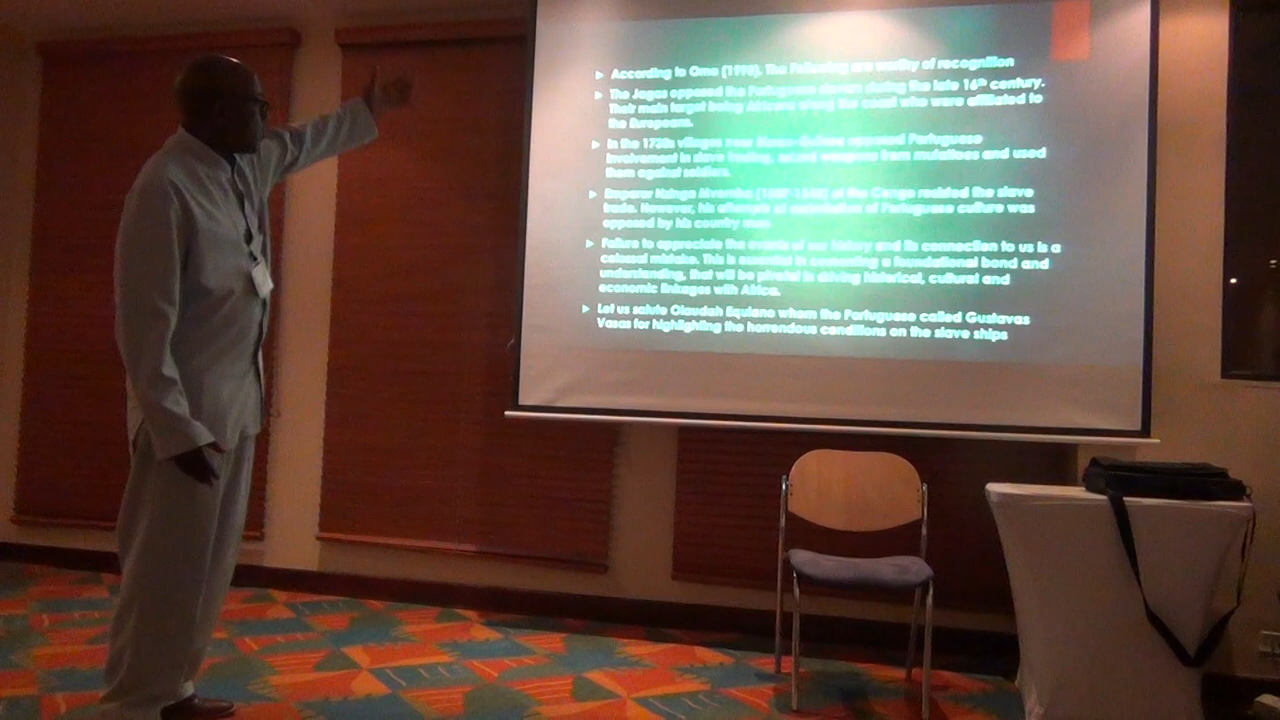 According to Oma (1998), The Following are worthy of recognition
The Jagas opposed the Portuguese slavers during the late 16th century.
Their main target being Africans along the coast who were affiliated to
the Europeans.
In the 1720s villages near Guinea opposed Portuguese
involvement in slave trading, weapons from mulattoes and used
them against soldiers.
Emperor Nzinga Mvemba of the Congo resisted the slave
trade. However, his attempts at of Portuguese culture was
opposed by his country men.
Failure to appreciate the events of our history and its connection to us is a
colossal mistake. This is essential in a foundational bond and
understanding, that will be pivotal in driving historical, cultural and
economic linkages with Africa.
Let us salute Olaudah Equiano whom the Portuguese called Gustavas
Vasas for highlighting the horrendous conditions on the slave ships